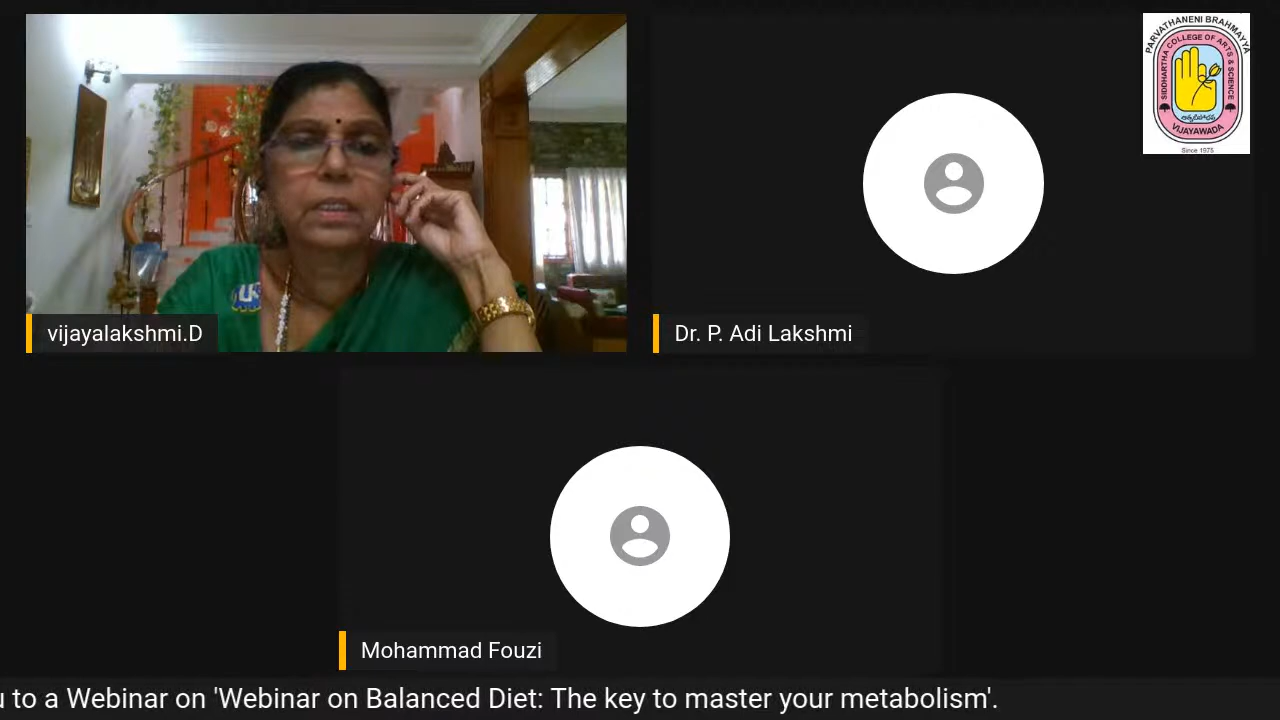 PARVATHANENI BRAHMAYYA
SIDDHARTHA COLLEGE OF ARTS & SCIENCE
VIJAYAWADA
Since 1975
vijayalakshmi.D
Dr. P. Adi Lakshmi
Mohammad Fouzi
to a Webinar on 'Webinar on Balanced Diet: The key to master your metabolism'.